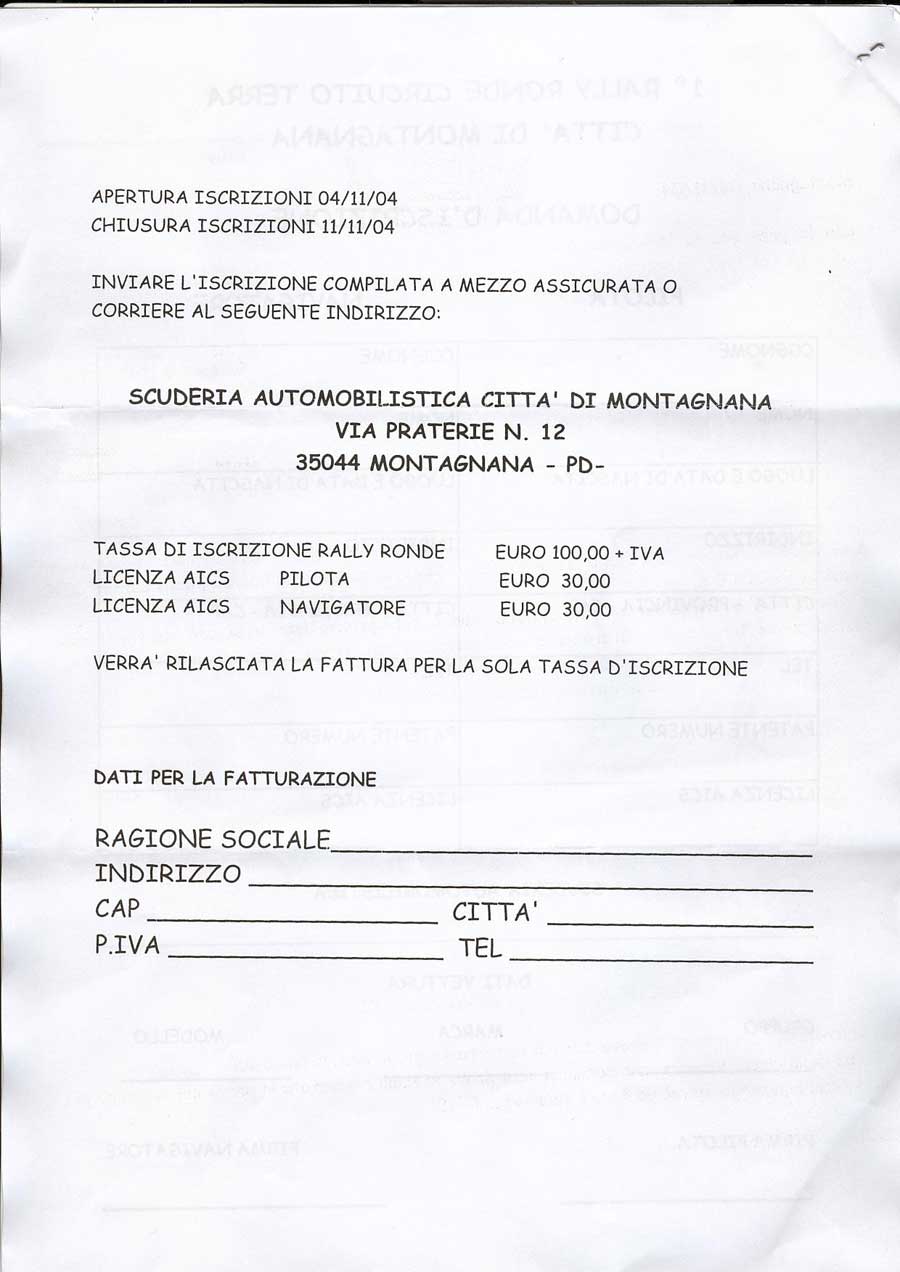 APERTURA ISCRIZIONI 04/11/04
CHIUSURA ISCRIZIONI 11/11/04
INVIARE L'ISCRIZIONE COMPILATA A MEZZO ASSICURATA O
CORRIERE AL SEGUENTE INDIRIZZO:
SCUDERIA AUTOMOBILISTICA CITTA' DI MONTAGNANA
VIA PRATERIE N. 12
35044 MONTAGNANA - PD-
TASSA DI ISCRIZIONE RALLY RONDE EURO 100,00 + IVA
LICENZA AICS PILOTA EURO 30,00
LICENZA AICS NAVIGATORE EURO 30,00
VERRA' RILASCIATA LA FATTURA PER LA SOLA TASSA D'ISCRIZIONE
DATI PER LA FATTURAZIONE
RAGIONE SOCIALE
INDIRIZZO
CAP CITTA'
P.IVA TEL